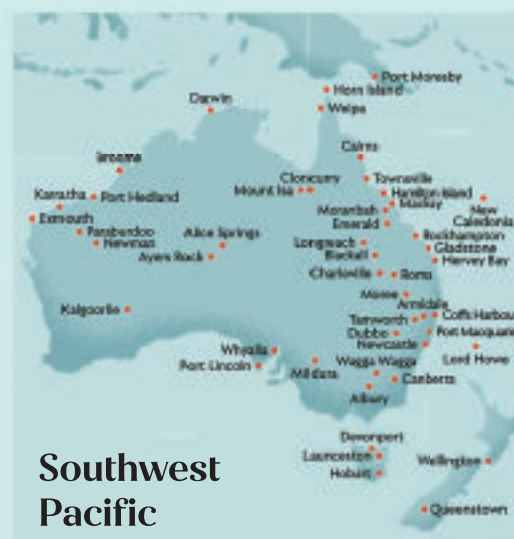 Port Moresby
Horn Island
Darwin
Weipa
Cairns
Broome
Cloncurry
Townsville
Mount Isa
Hamilton Island
Karratha
Port Hedland
Mackay
New
Caledonia
Moranbah
Exmouth
Emerald
Paraburdoo
Alice Springs
Rockhampton
Newman
Longreach
Gladstone
Ayers Rock
Blackall
Hervey Bay
Charleville
Roma
Moree
Armidale
Kalgoorlie
Tamworth
Coffs Harbour
Dubbo
Port Macquarie
Newcastle
Whyalla
Lord Howe
Port Lincoln
Wagga Wagga
Mildura
Canberra
Albury
Devonport
Launceston
Wellington
Hobart
Queenstown
Southwest
Pacific